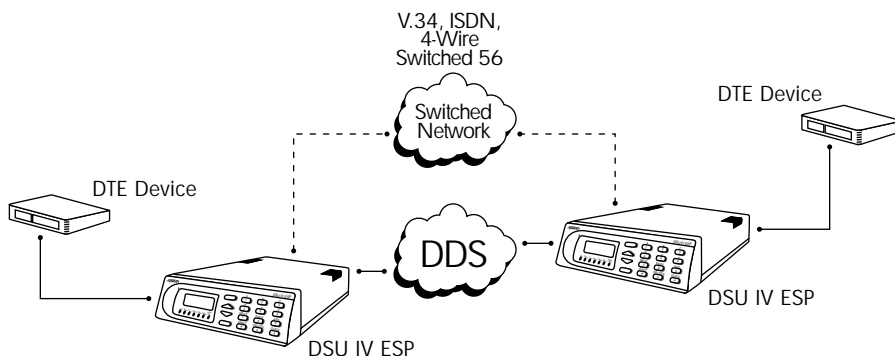 V.34, ISDN,
4-Wire
Switched 56
Switched
Network
DTE Device
DTE Device
DDS
DSU IV ESP
DSU IV ESP